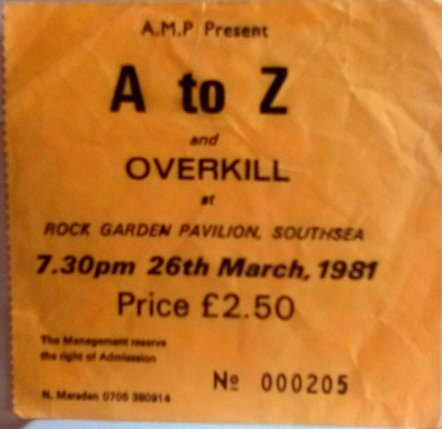 A.M.P. Present
A to Z
and
OVERKILL
at
ROCK GARDEN PAVILION, SOUTHSEA
7.30pm 26th March, 1981
Price £2.50
The Management reserve
the right of Admission
Nº 000205
N. Marsden 0705 380914